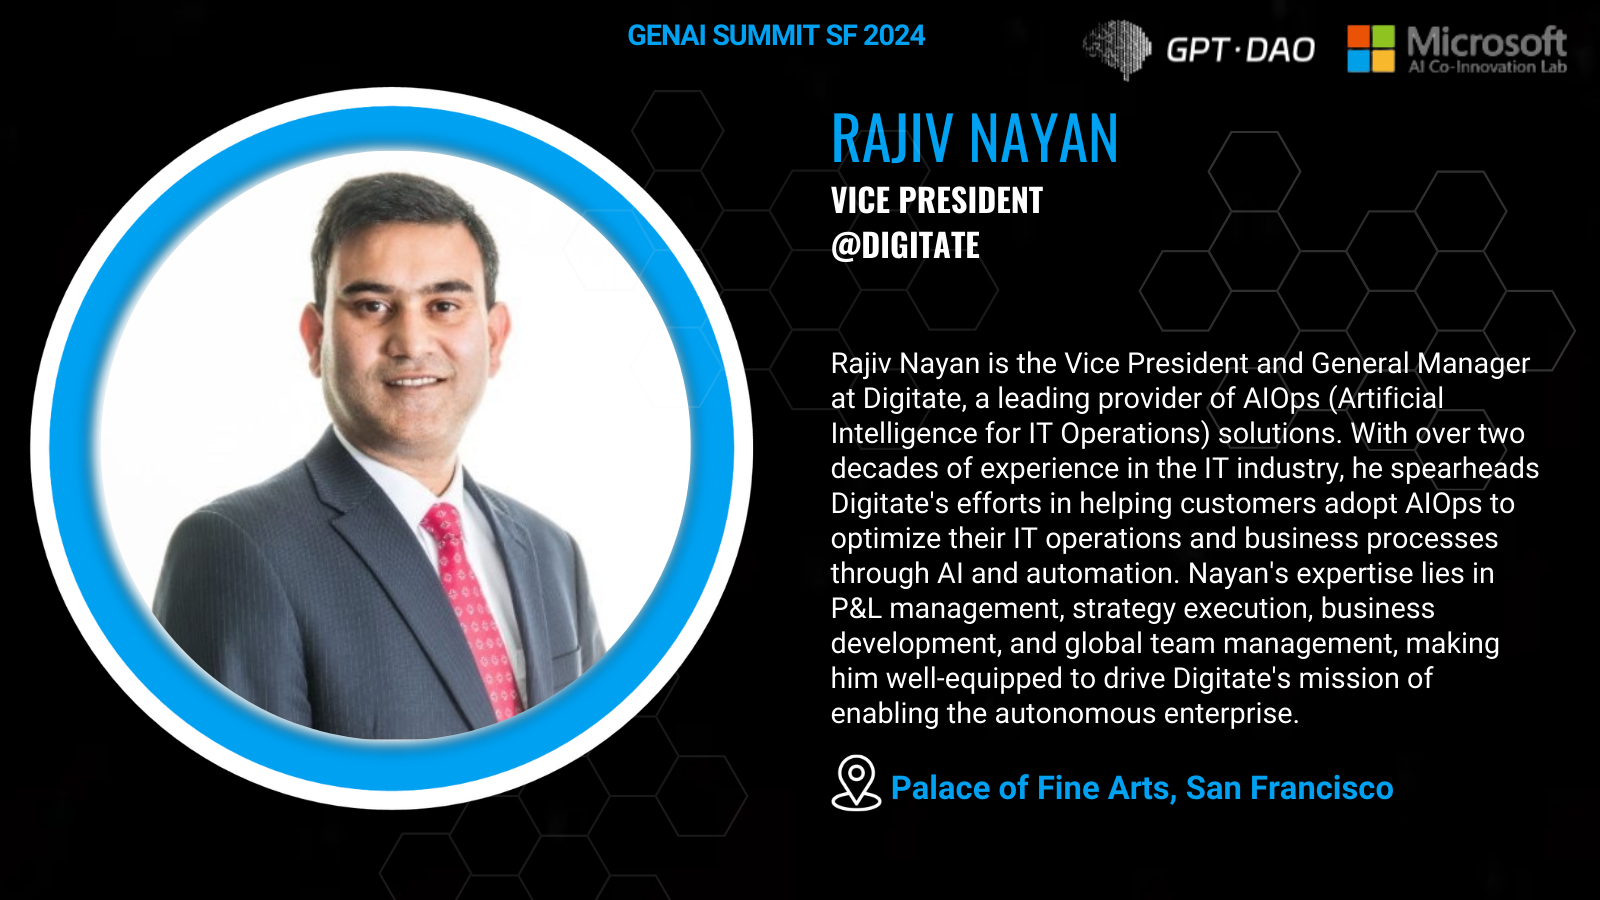 GENAI SUMMIT SF 2024
GPT·DAO
Microsoft
AI Co-Innovation Lab
RAJIV NAYAN
VICE PRESIDENT
@DIGITATE
Rajiv Nayan is the Vice President and General Manager
at Digitate, a leading provider of AIOps (Artificial
Intelligence for IT Operations) solutions. With over two
decades of experience in the IT industry, he spearheads
Digitate's efforts in helping customers adopt AIOps to
optimize their IT operations and business processes
through AI and automation. Nayan's expertise lies in
P&L management, strategy execution, business
development, and global team management, making
him well-equipped to drive Digitate's mission of
enabling the autonomous enterprise.
Palace of Fine Arts, San Francisco